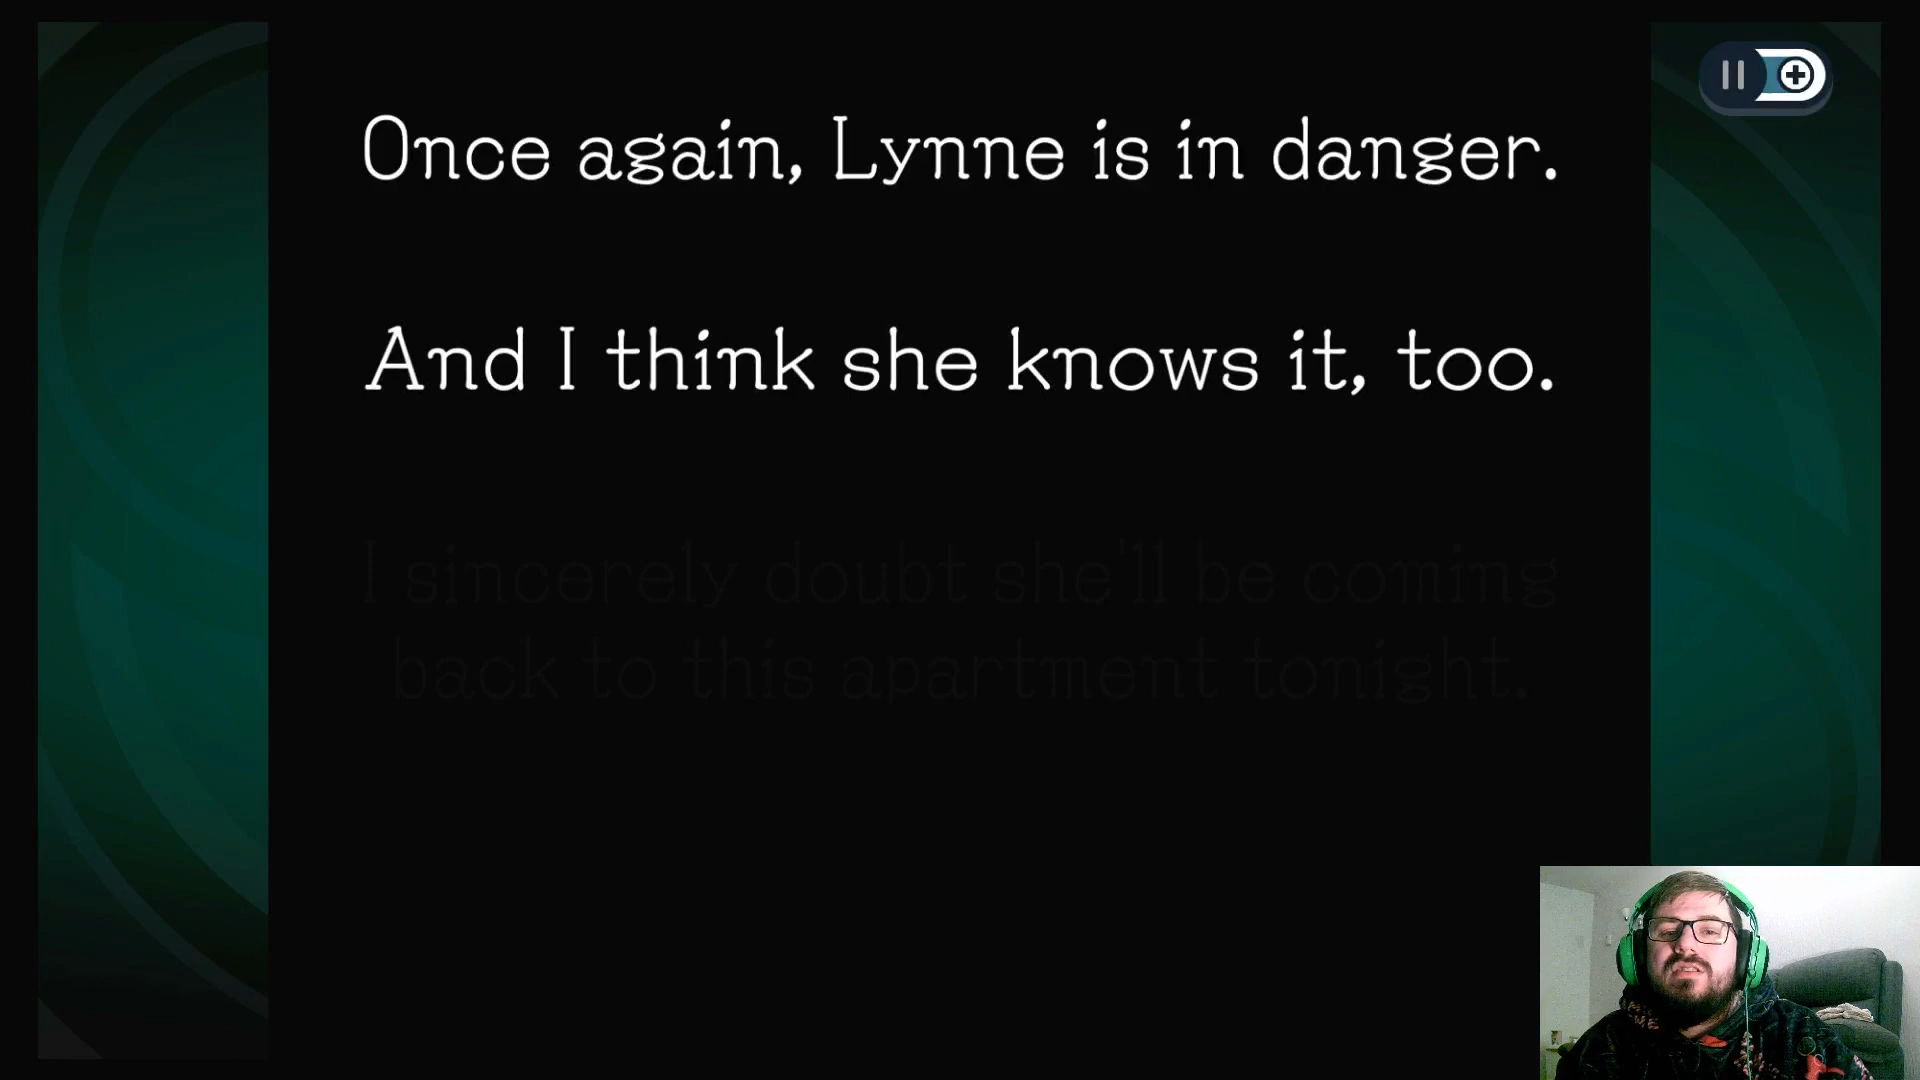 Once again, Lynne is in danger.
And I think she knows it, too.
I sincerely doubt she'll be coming
back to this apartment tonight.